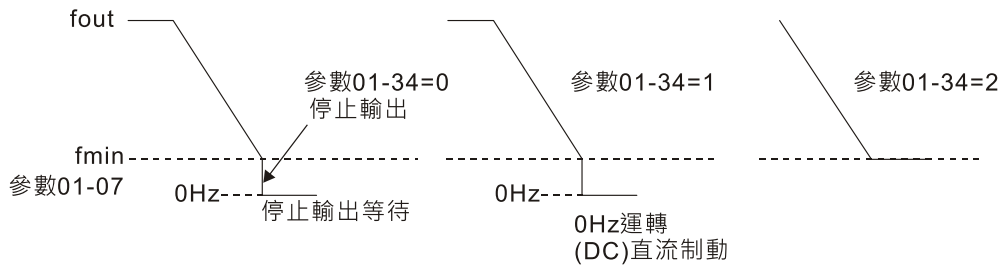 fout
參數01-34=0
停止輸出
fmin
參數01-07
0Hz
停止輸出等待
參數01-34=1
0Hz
0Hz運轉
(DC)直流制動
參數01-34=2